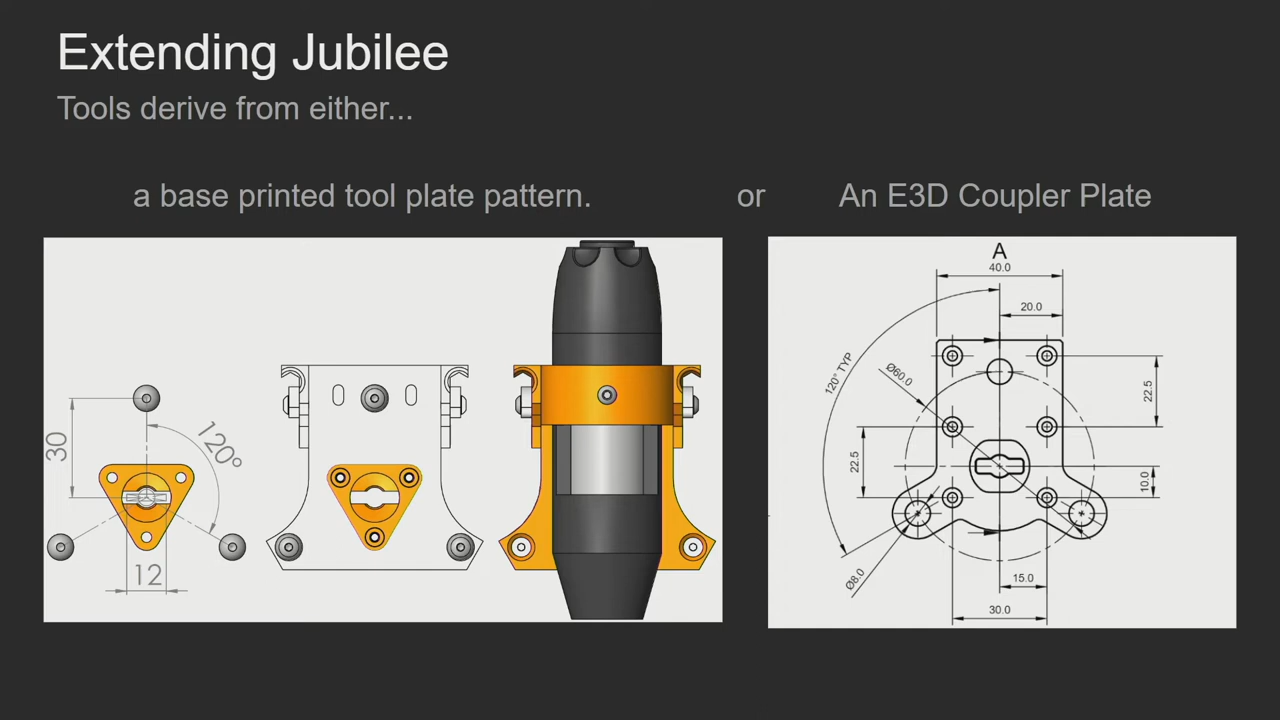 Extending Jubilee
Tools derive from either...
a base printed tool plate pattern.
or
An E3D Coupler Plate
30
120°
12
A
40.0
20.0
120° TYP
Ø60.0
22.5
22.5
10.0
Ø8.0
15.0
30.0